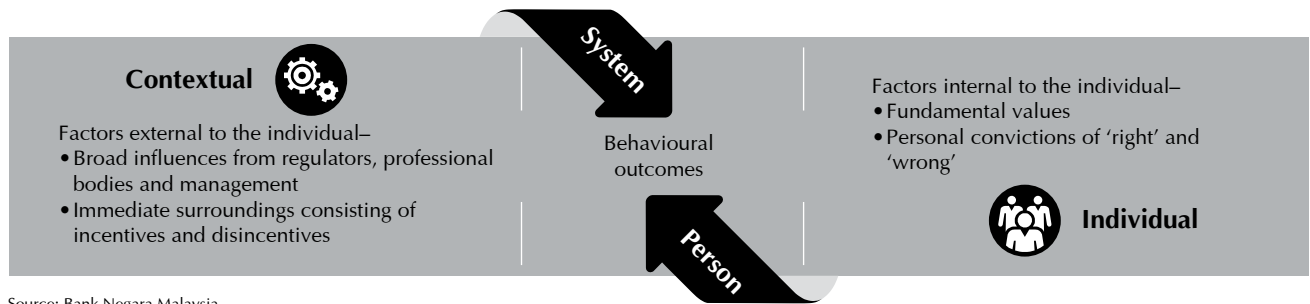 Contextual
Factors external to the individual–
•Broad influences from regulators, professional
bodies and management
•Immediate surroundings consisting of
incentives and disincentives
System
Behavioural
outcomes
Person
Factors internal to the individual–
•Fundamental values
•Personal convictions of ‘right’ and
‘wrong’
Individual
Source: Bank Negara Malaysia